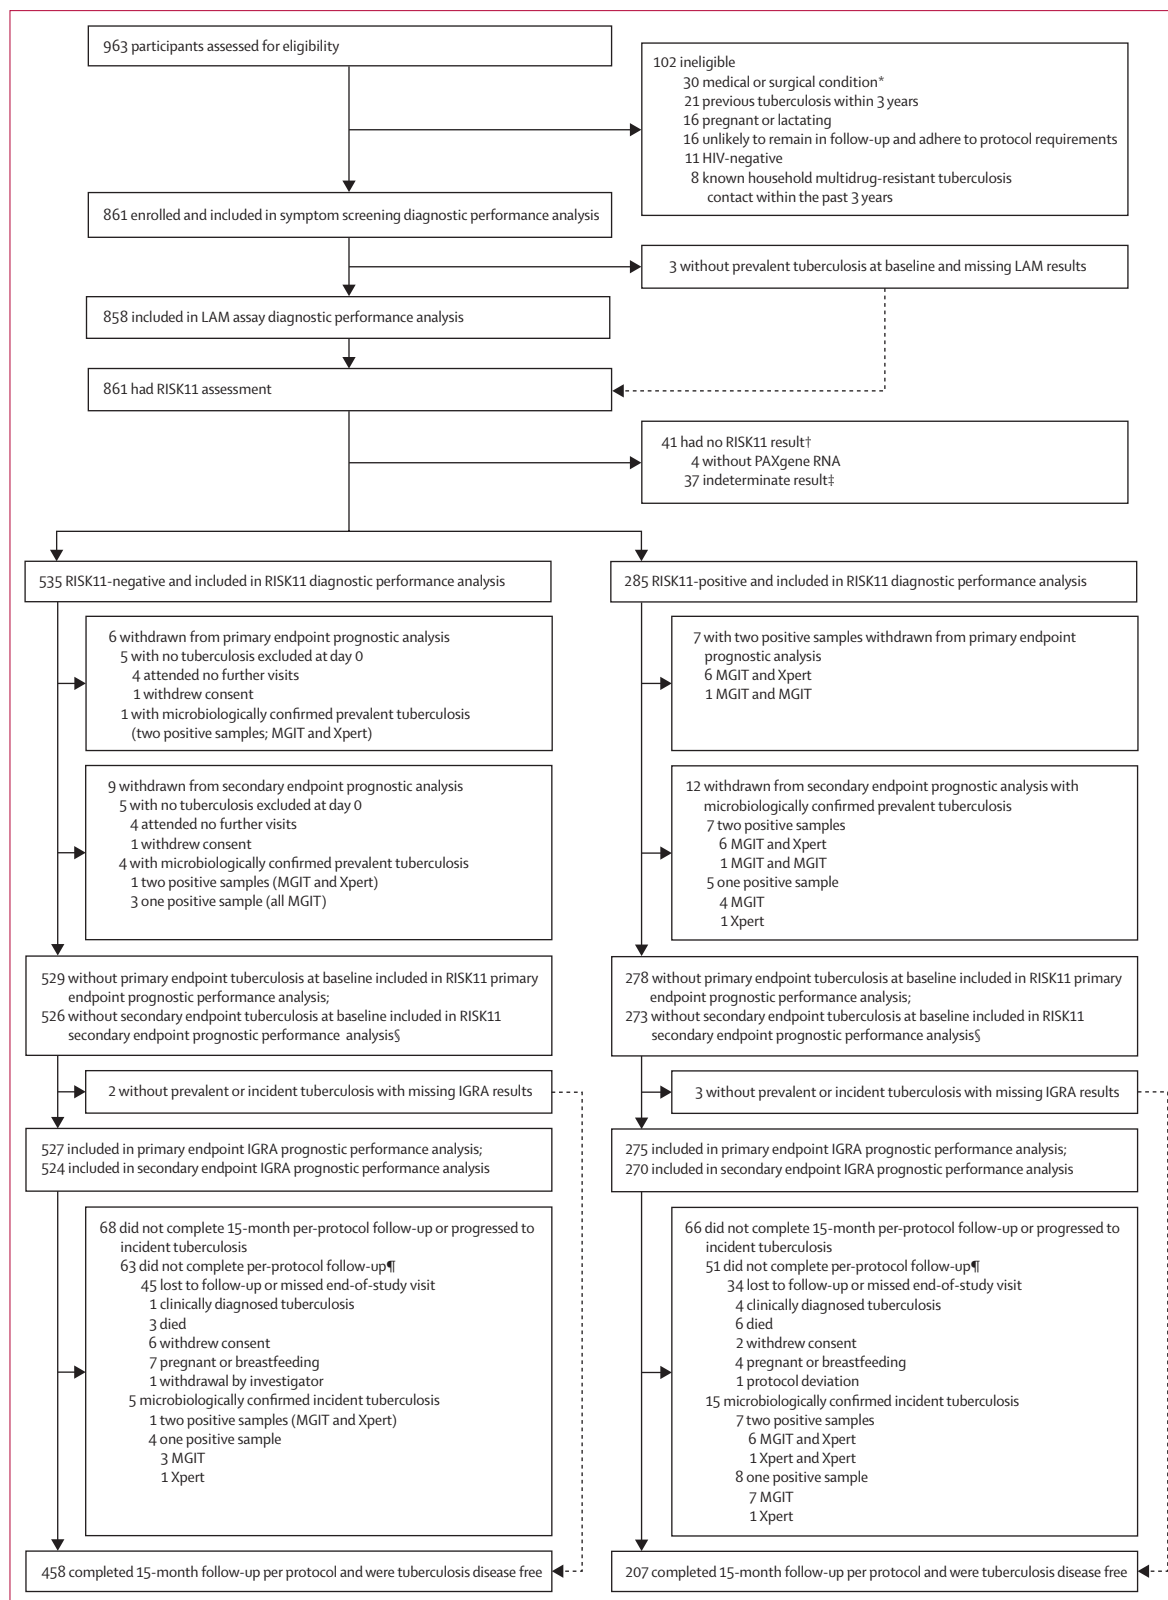 963 participants assessed for eligibility
102 ineligible
30 medical or surgical condition*
21 previous tuberculosis within 3 years
16 pregnant or lactating
16 unlikely to remain in follow-up and adhere to protocol requirements
11 HIV-negative
8 known household multidrug-resistant tuberculosis
contact within the past 3 years
861 enrolled and included in symptom screening diagnostic performance analysis
3 without prevalent tuberculosis at baseline and missing LAM results
858 included in LAM assay diagnostic performance analysis
861 had RISK11 assessment
41 had no RISK11 result†
4 without PAXgene RNA
37 indeterminate result‡
535 RISK11-negative and included in RISK11 diagnostic performance analysis
6 withdrawn from primary endpoint prognostic analysis
5 with no tuberculosis excluded at day 0
4 attended no further visits
1 withdrew consent
1 with microbiologically confirmed prevalent tuberculosis
(two positive samples; MGIT and Xpert)
9 withdrawn from secondary endpoint prognostic analysis
5 with no tuberculosis excluded at day 0
4 attended no further visits
1 withdrew consent
4 with microbiologically confirmed prevalent tuberculosis
1 two positive samples (MGIT and Xpert)
3 one positive sample (all MGIT)
529 without primary endpoint tuberculosis at baseline included in RISK11 primary
endpoint prognostic performance analysis;
526 without secondary endpoint tuberculosis at baseline included in RISK11
secondary endpoint prognostic performance analysis§
2 without prevalent or incident tuberculosis with missing IGRA results
527 included in primary endpoint IGRA prognostic performance analysis;
524 included in secondary endpoint IGRA prognostic performance analysis
68 did not complete 15-month per-protocol follow-up or progressed to
incident tuberculosis
63 did not complete per-protocol follow-up¶
45 lost to follow-up or missed end-of-study visit
1 clinically diagnosed tuberculosis
3 died
6 withdrew consent
7 pregnant or breastfeeding
1 withdrawal by investigator
5 microbiologically confirmed incident tuberculosis
1 two positive samples (MGIT and Xpert)
4 one positive sample
3 MGIT
1 Xpert
458 completed 15-month follow-up per protocol and were tuberculosis disease free
285 RISK11-positive and included in RISK11 diagnostic performance analysis
7 with two positive samples withdrawn from primary endpoint
prognostic analysis
6 MGIT and Xpert
1 MGIT and MGIT
12 withdrawn from secondary endpoint prognostic analysis with
microbiologically confirmed prevalent tuberculosis
7 two positive samples
6 MGIT and Xpert
1 MGIT and MGIT
5 one positive sample
4 MGIT
1 Xpert
278 without primary endpoint tuberculosis at baseline included in RISK11 primary
endpoint prognostic performance analysis;
273 without secondary endpoint tuberculosis at baseline included in RISK11
secondary endpoint prognostic performance analysis§
3 without prevalent or incident tuberculosis with missing IGRA results
275 included in primary endpoint IGRA prognostic performance analysis;
270 included in secondary endpoint IGRA prognostic performance analysis
66 did not complete 15-month per-protocol follow-up or progressed to
incident tuberculosis
51 did not complete per-protocol follow-up¶
34 lost to follow-up or missed end-of-study visit
4 clinically diagnosed tuberculosis
6 died
2 withdrew consent
4 pregnant or breastfeeding
1 protocol deviation
15 microbiologically confirmed incident tuberculosis
7 two positive samples
6 MGIT and Xpert
1 Xpert and Xpert
8 one positive sample
7 MGIT
1 Xpert
207 completed 15-month follow-up per protocol and were tuberculosis disease free